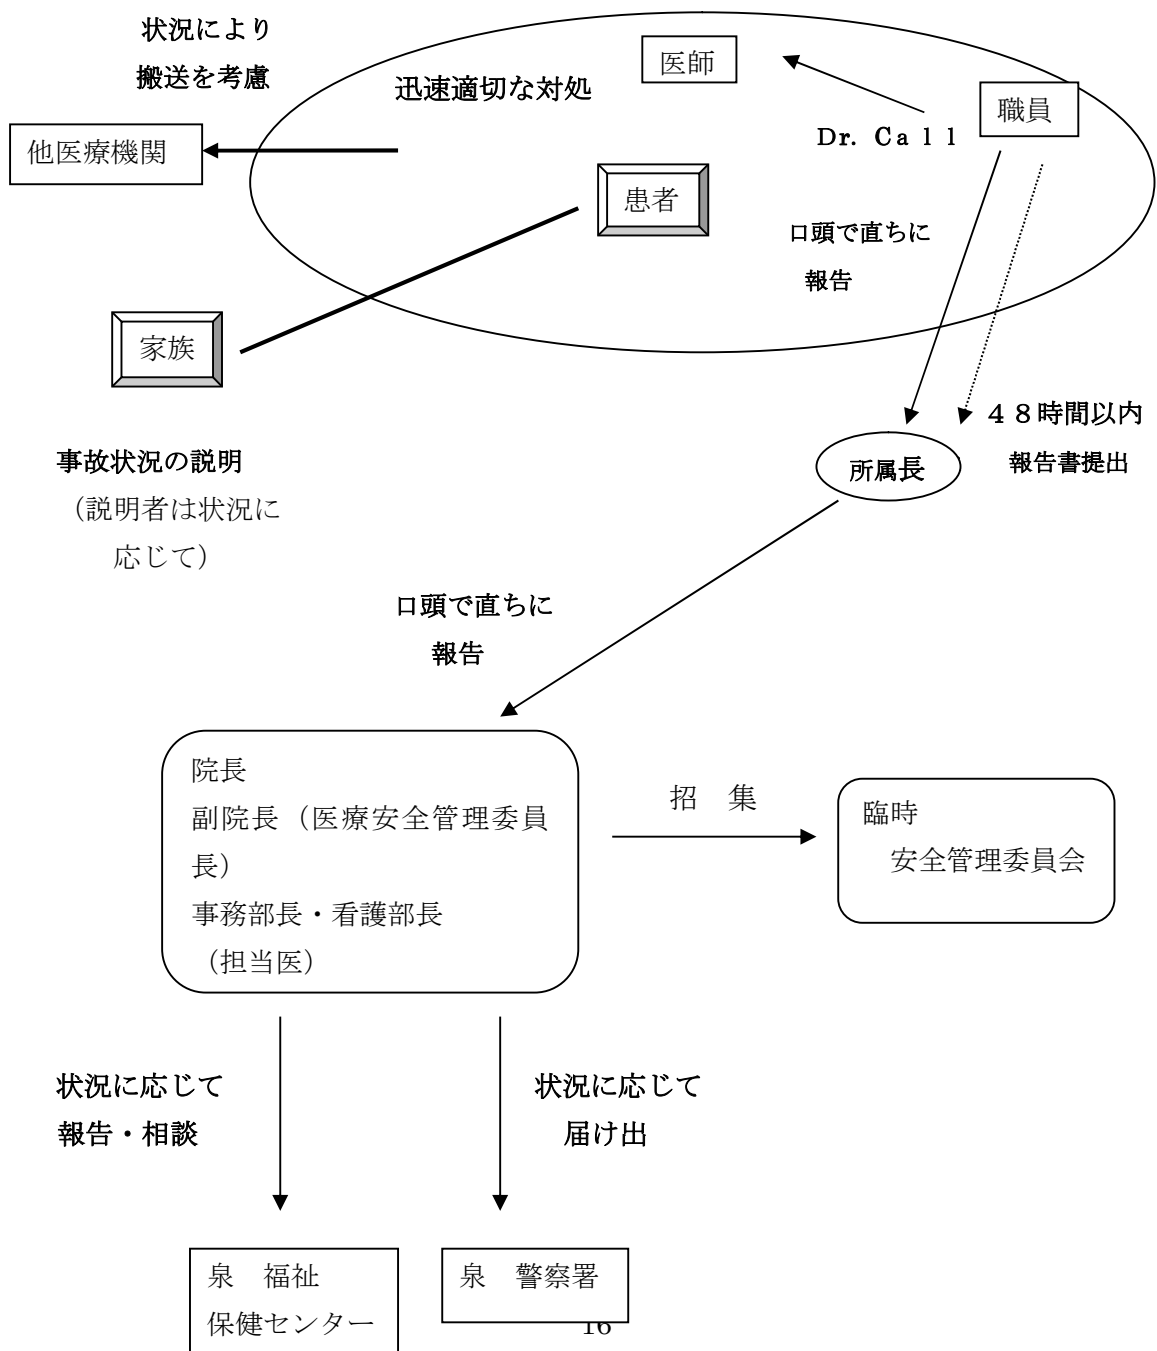 状況により
搬送を考慮
医師
迅速適切な対処
職員
Dr. Call
他医療機関
患者
口頭で直ちに
報告
家族
48時間以内
報告書提出
所属長
事故状況の説明
（説明者は状況に
応じて）
口頭で直ちに
報告
院長
副院長（医療安全管理委員
長）
事務部長・看護部長
（担当医）
招　集
臨時
安全管理委員会
状況に応じて
報告・相談
状況に応じて
届け出
泉　福祉
保健センター
泉　警察署
16